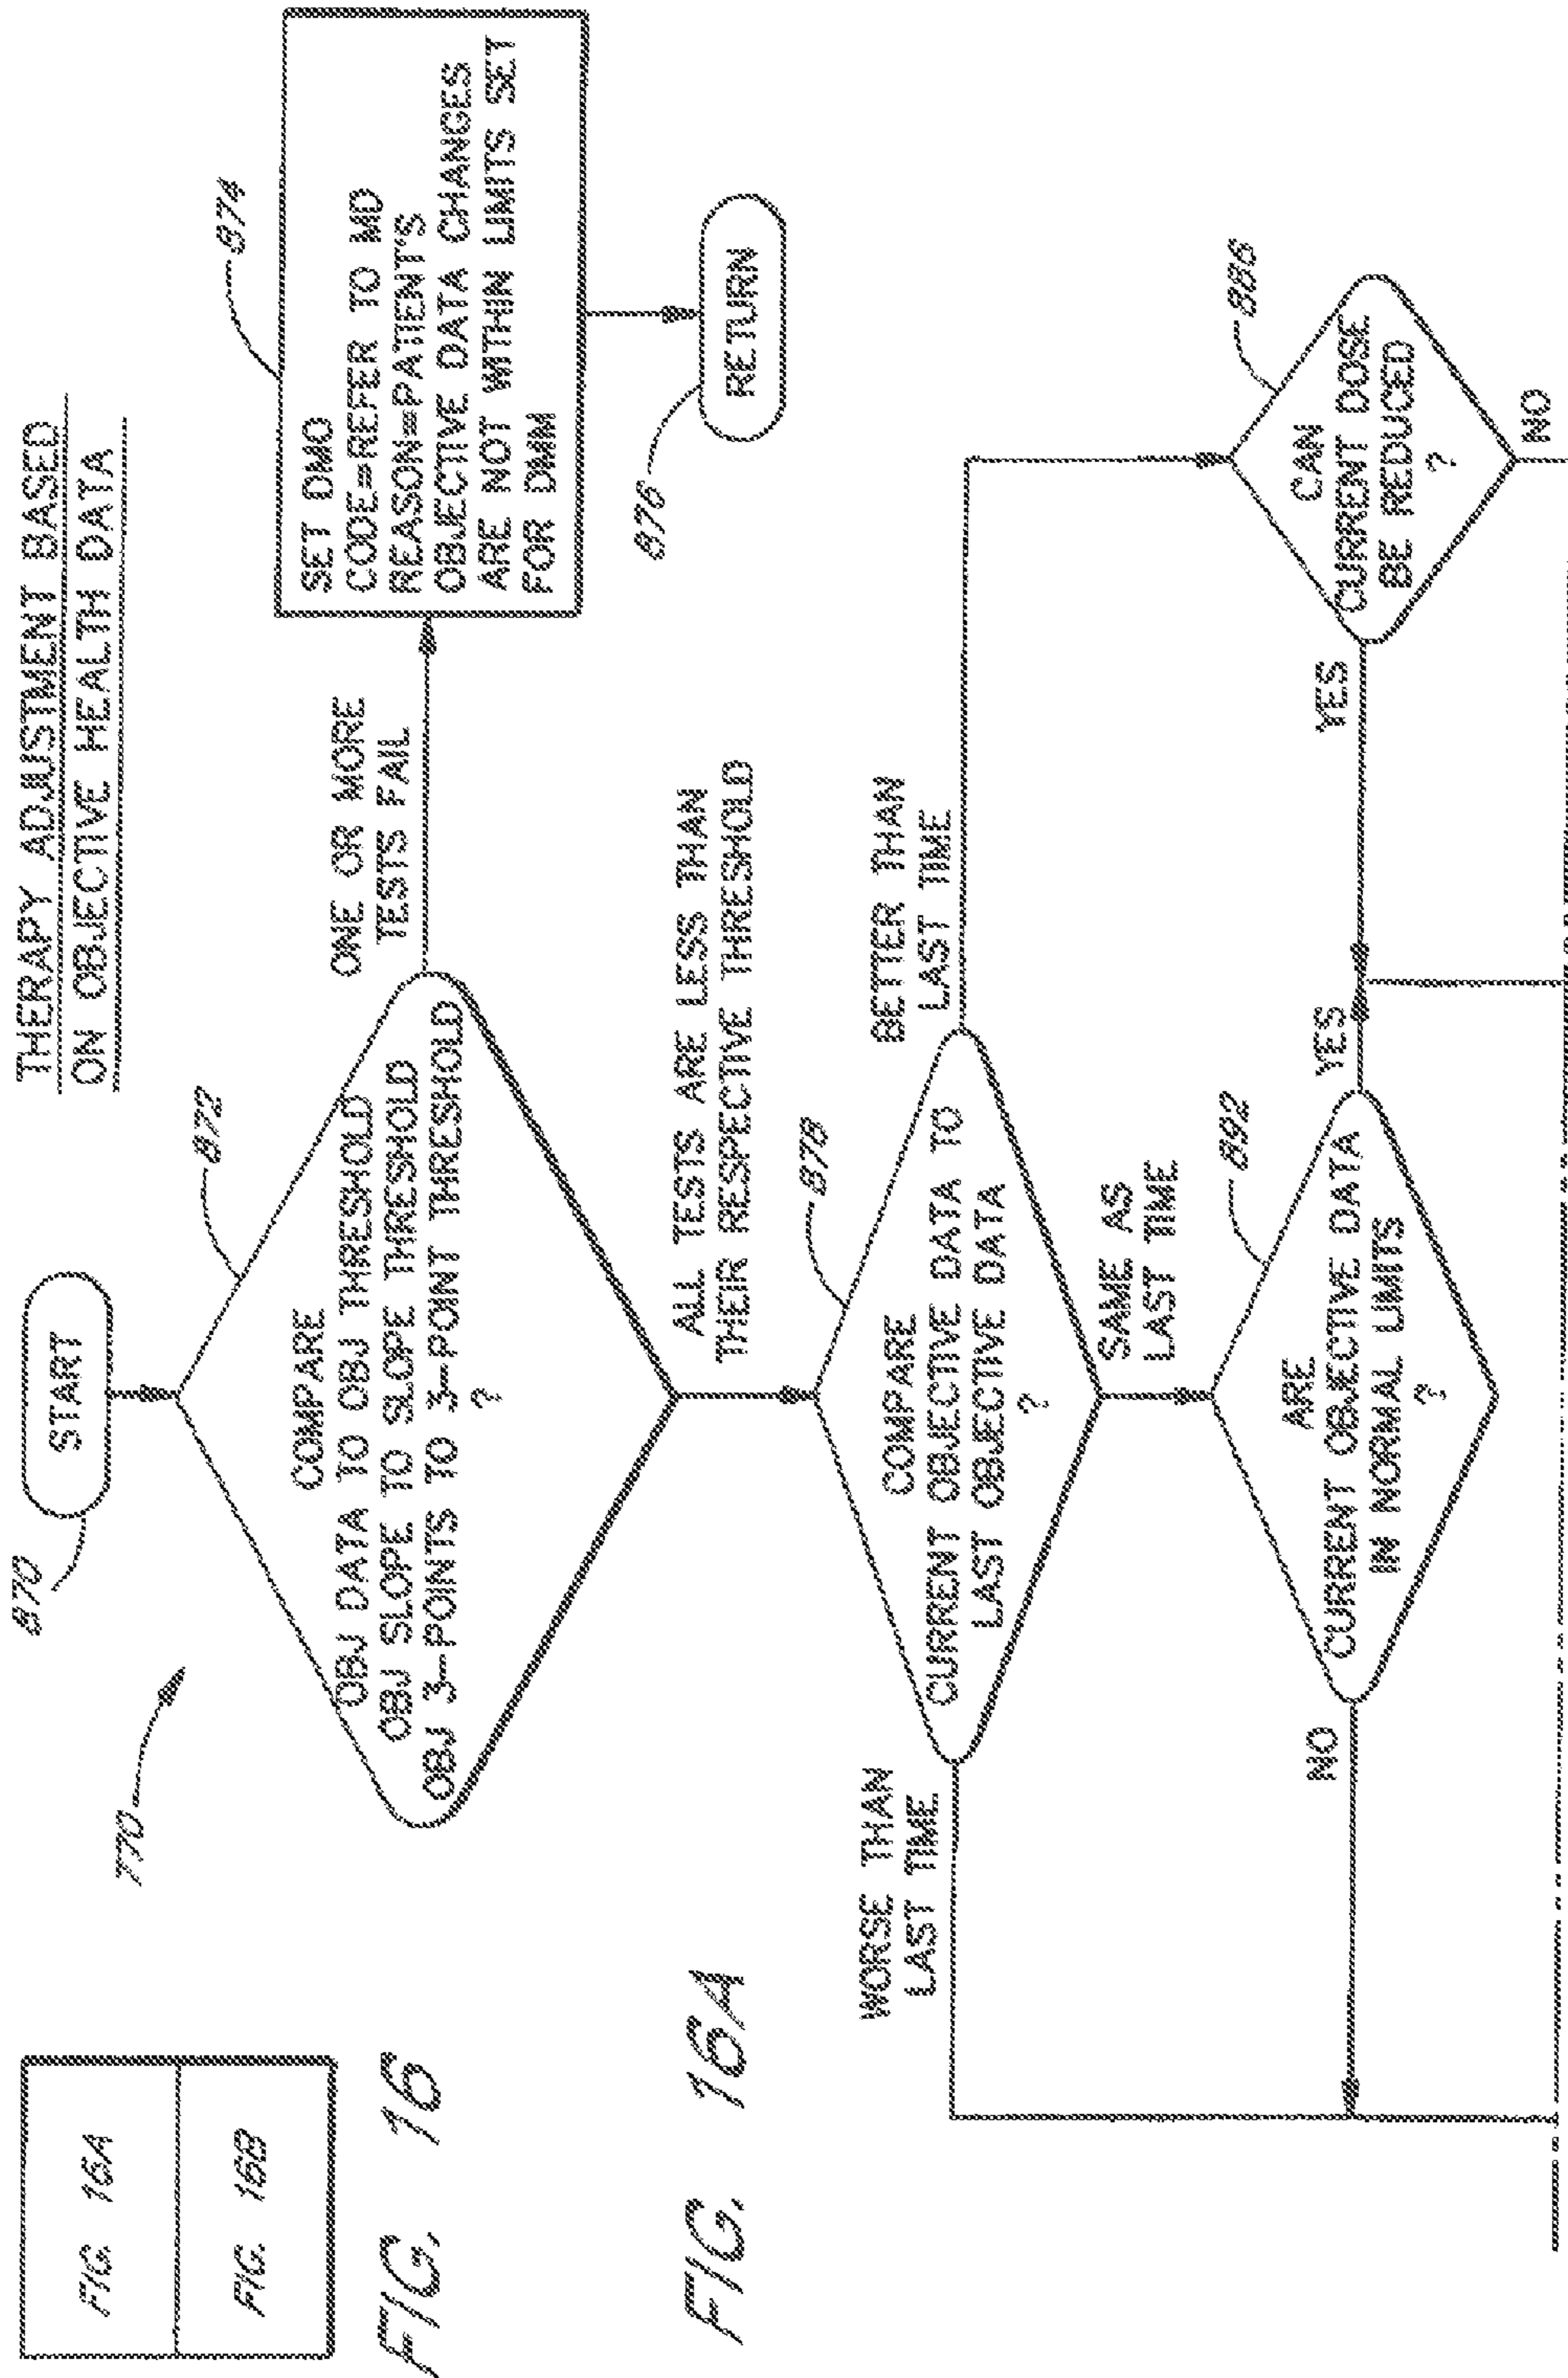 THERAPY ADJUSTMENT BASED
ON OBJECTIVE HEALTH DATA
FIG. 16A
FIG. 16B
FIG. 16
FIG. 16A
770
870
START
872
COMPARE
OBJ DATA TO OBJ THRESHOLD
OBJ SLOPE TO SLOPE THRESHOLD
OBJ 3-POINTS TO 3-POINT THRESHOLD
?
ONE OR MORE
TESTS FAIL
874
SET DMO
CODE=REFER TO MD
REASON=PATIENT'S
OBJECTIVE DATA CHANGES
ARE NOT WITHIN LIMITS SET
FOR DMM
876
RETURN
ALL TESTS ARE LESS THAN
THEIR RESPECTIVE THRESHOLD
878
COMPARE
CURRENT OBJECTIVE DATA TO
LAST OBJECTIVE DATA
?
WORSE THAN
LAST TIME
BETTER THAN
LAST TIME
SAME AS
LAST TIME
886
CAN
CURRENT DOSE
BE REDUCED
?
YES
NO
892
ARE
CURRENT OBJECTIVE DATA
IN NORMAL LIMITS
?
YES
NO